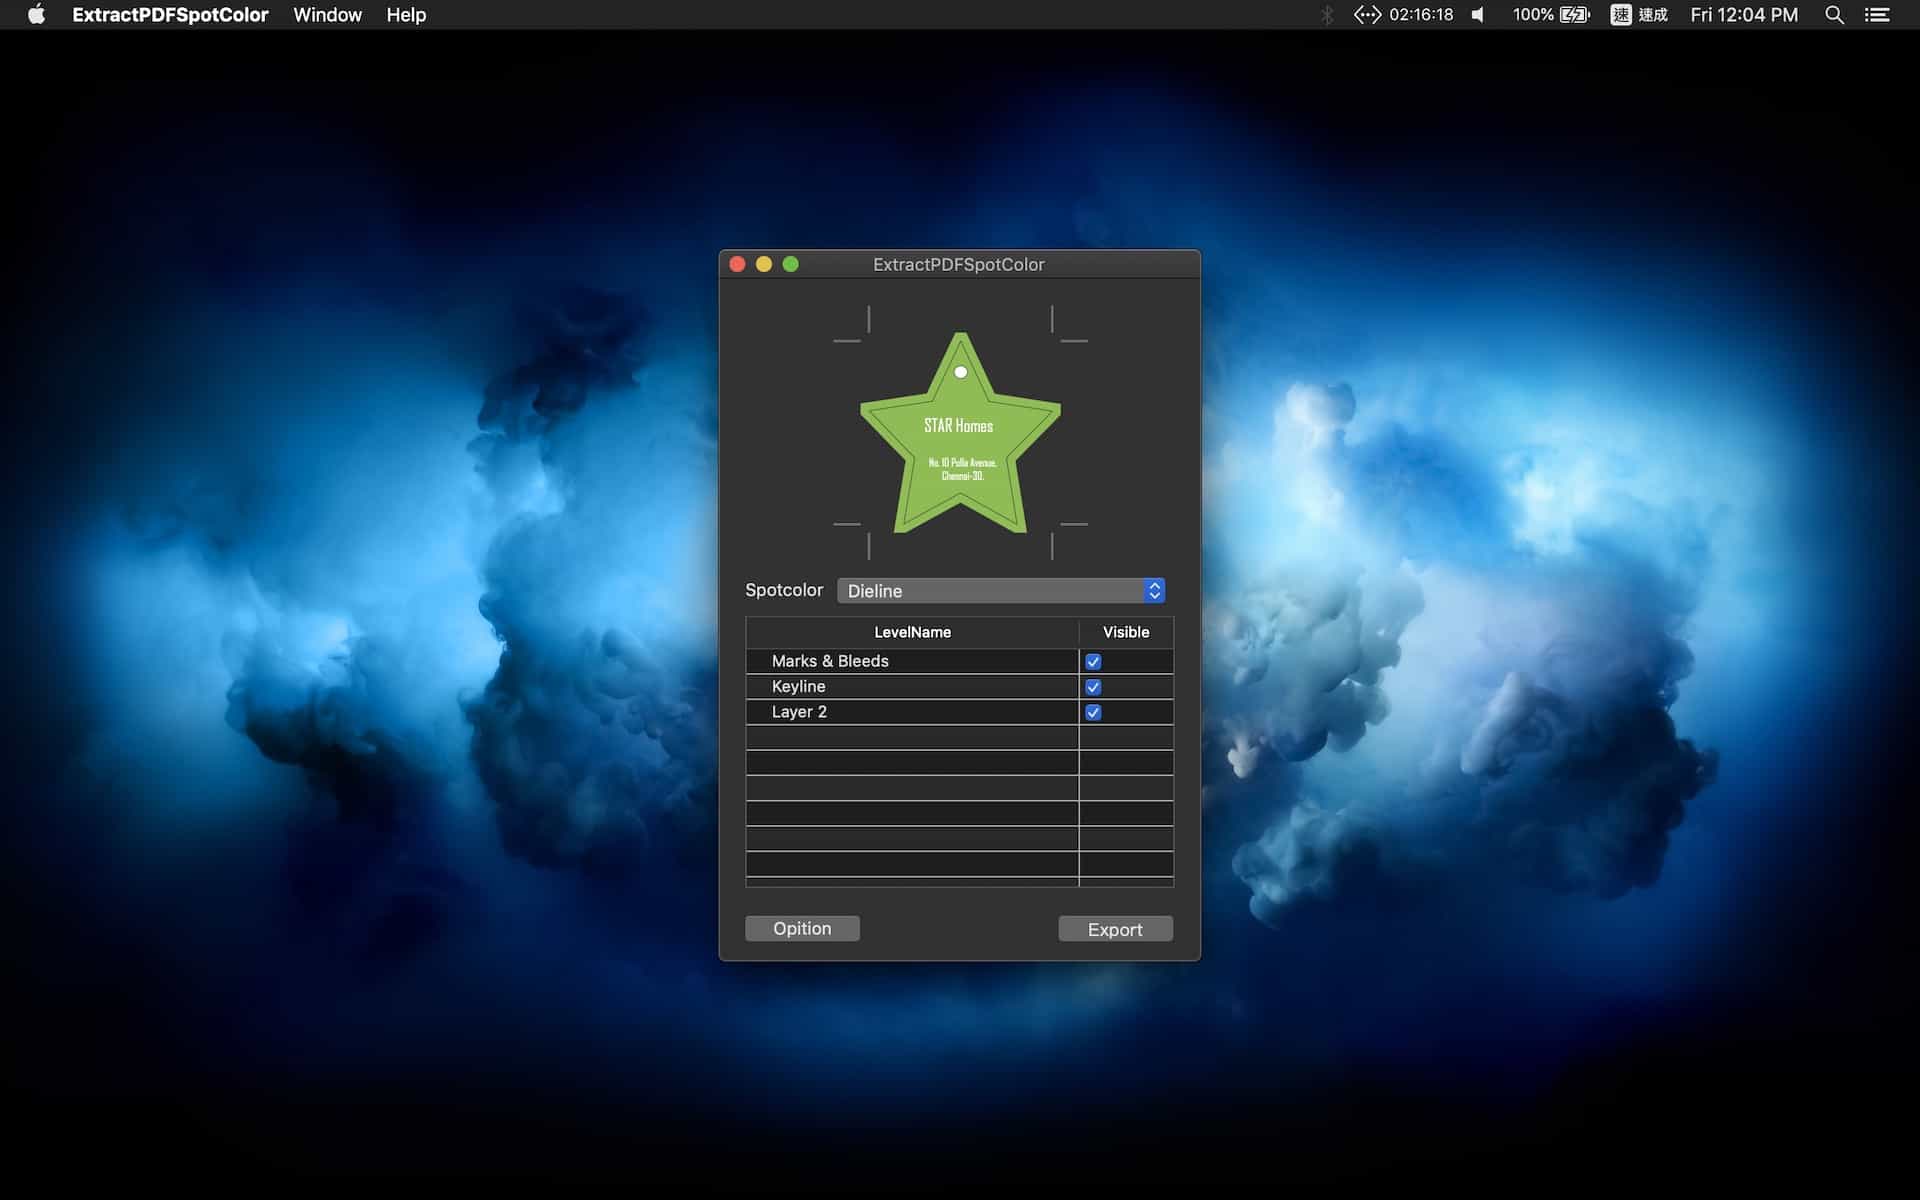 ExtractPDFSpotColor Window Help 02:16:18 100% 速 速成 Fri 12:04 PM
ExtractPDFSpotColor
STAR Homes
No. 10 Pulla Avenue,
Chennai-30.
Spotcolor Dieline
LevelName Visible
Marks & Bleeds
Keyline
Layer 2
Opition Export